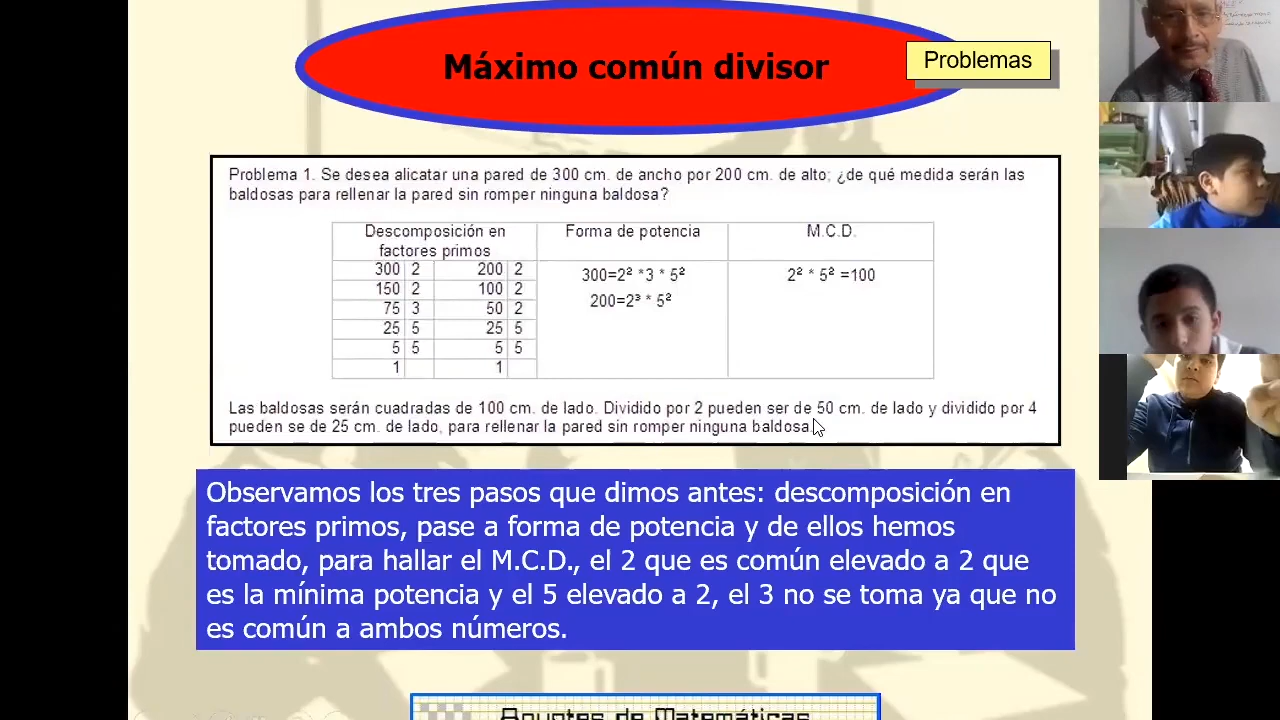 Máximo común divisor
Problemas
Problema 1. Se desea alicatar una pared de 300 cm. de ancho por 200 cm. de alto; ¿de qué medida serán las
baldosas para rellenar la pared sin romper ninguna baldosa?
Descomposición en Forma de potencia M.C.D.
factores primos
300 2 200 2 300=2² *3 * 5² 2² * 5² =100
150 2 100 2 200=2³ * 5²
75 3 50 2
25 5 25 5
5 5 5 5
1 1
Las baldosas serán cuadradas de 100 cm. de lado. Dividido por 2 pueden ser de 50 cm. de lado y dividido por 4
pueden se de 25 cm. de lado, para rellenar la pared sin romper ninguna baldosa.
Observamos los tres pasos que dimos antes: descomposición en
factores primos, pase a forma de potencia y de ellos hemos
tomado, para hallar el M.C.D., el 2 que es común elevado a 2 que
es la mínima potencia y el 5 elevado a 2, el 3 no se toma ya que no
es común a ambos números.
Apuntes de Matemáticas